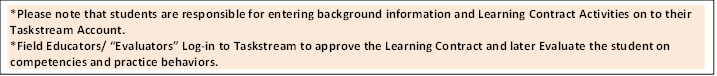 *Please note that students are responsible for entering background information and Learning Contract Activities on to their
Taskstream Account.
*Field Educators/ “Evaluators” Log-in to Taskstream to approve the Learning Contract and later Evaluate the student on
competencies and practice behaviors.